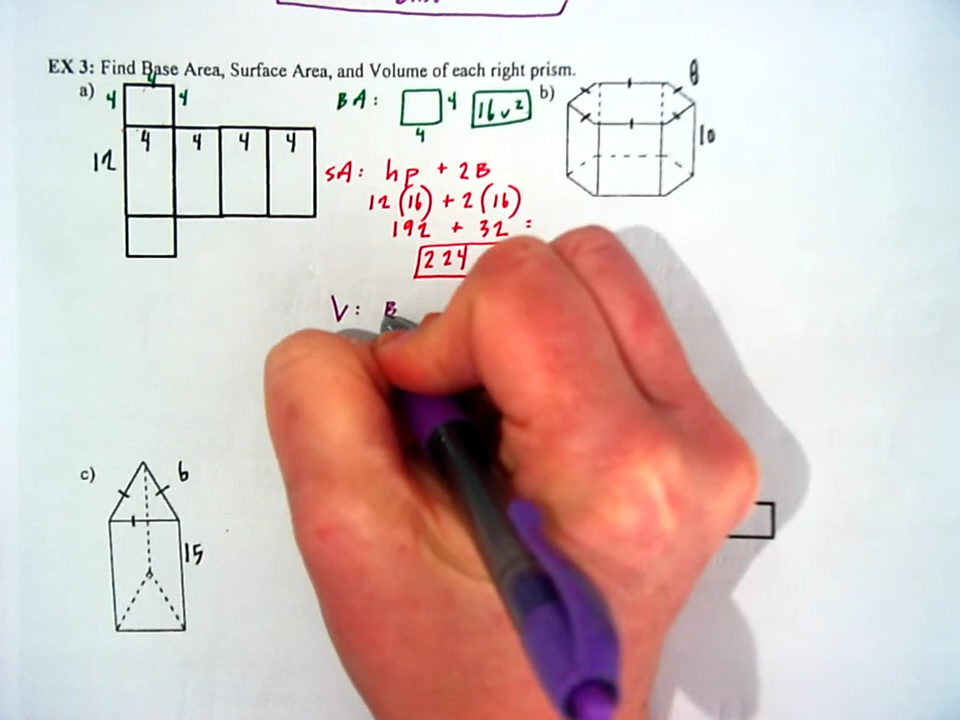 EX 3: Find Base Area, Surface Area, and Volume of each right prism.
a) 4 4 4
BA: 4 16 u²
4
b) 8
10
12 4 4 4 4
SA: hp + 2B
12(16) + 2(16)
192 + 32 =
224
V: B
c) 6
15